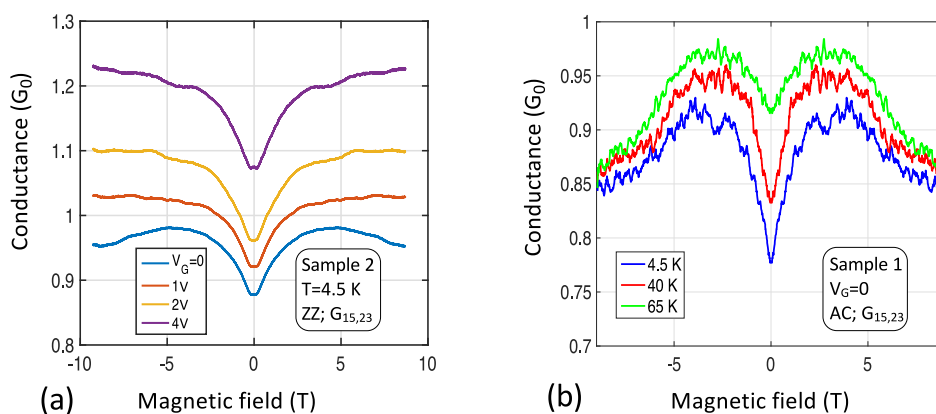 1.3
1.2
1.1
1
0.9
0.8
-10
-5
0
5
10
Conductance (G0)
Magnetic field (T)
VG=0
1V
2V
4V
Sample 2
T=4.5 K
ZZ; G15,23
(a)
1
0.95
0.9
0.85
0.8
0.75
0.7
-5
0
5
Conductance (G0)
Magnetic field (T)
4.5 K
40 K
65 K
Sample 1
VG=0
AC; G15,23
(b)